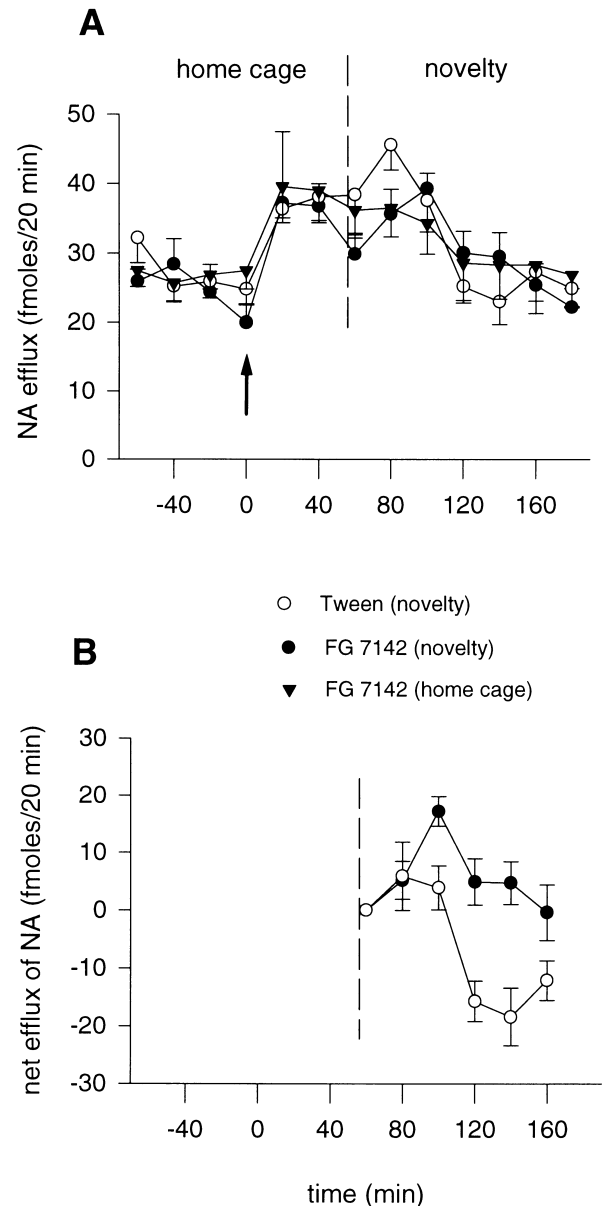 A
home cage
novelty
NA efflux (fmoles/20 min)
50
40
30
20
10
0
-40 0 40 80 120 160
Tween (novelty)
FG 7142 (novelty)
FG 7142 (home cage)
B
net efflux of NA (fmoles/20 min)
30
20
10
0
-10
-20
-30
-40 0 40 80 120 160
time (min)